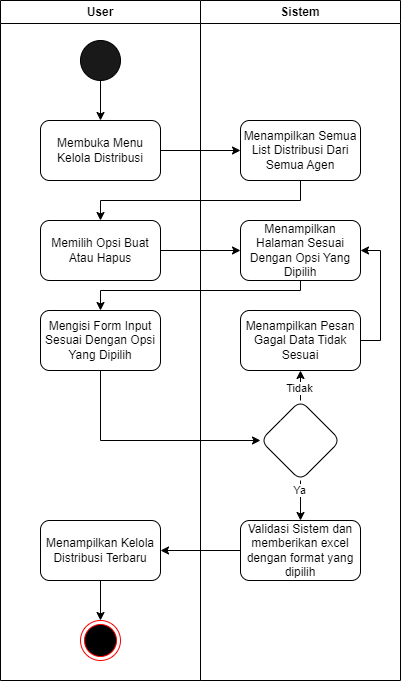 User
Sistem
Membuka Menu
Kelola Distribusi
Menampilkan Semua
List Distribusi Dari
Semua Agen
Memilih Opsi Buat
Atau Hapus
Menampilkan
Halaman Sesuai
Dengan Opsi Yang
Dipilih
Mengisi Form Input
Sesuai Dengan Opsi
Yang Dipilih
Menampilkan Pesan
Gagal Data Tidak
Sesuai
Tidak
Ya
Menampilkan Kelola
Distribusi Terbaru
Validasi Sistem dan
memberikan excel
dengan format yang
dipilih